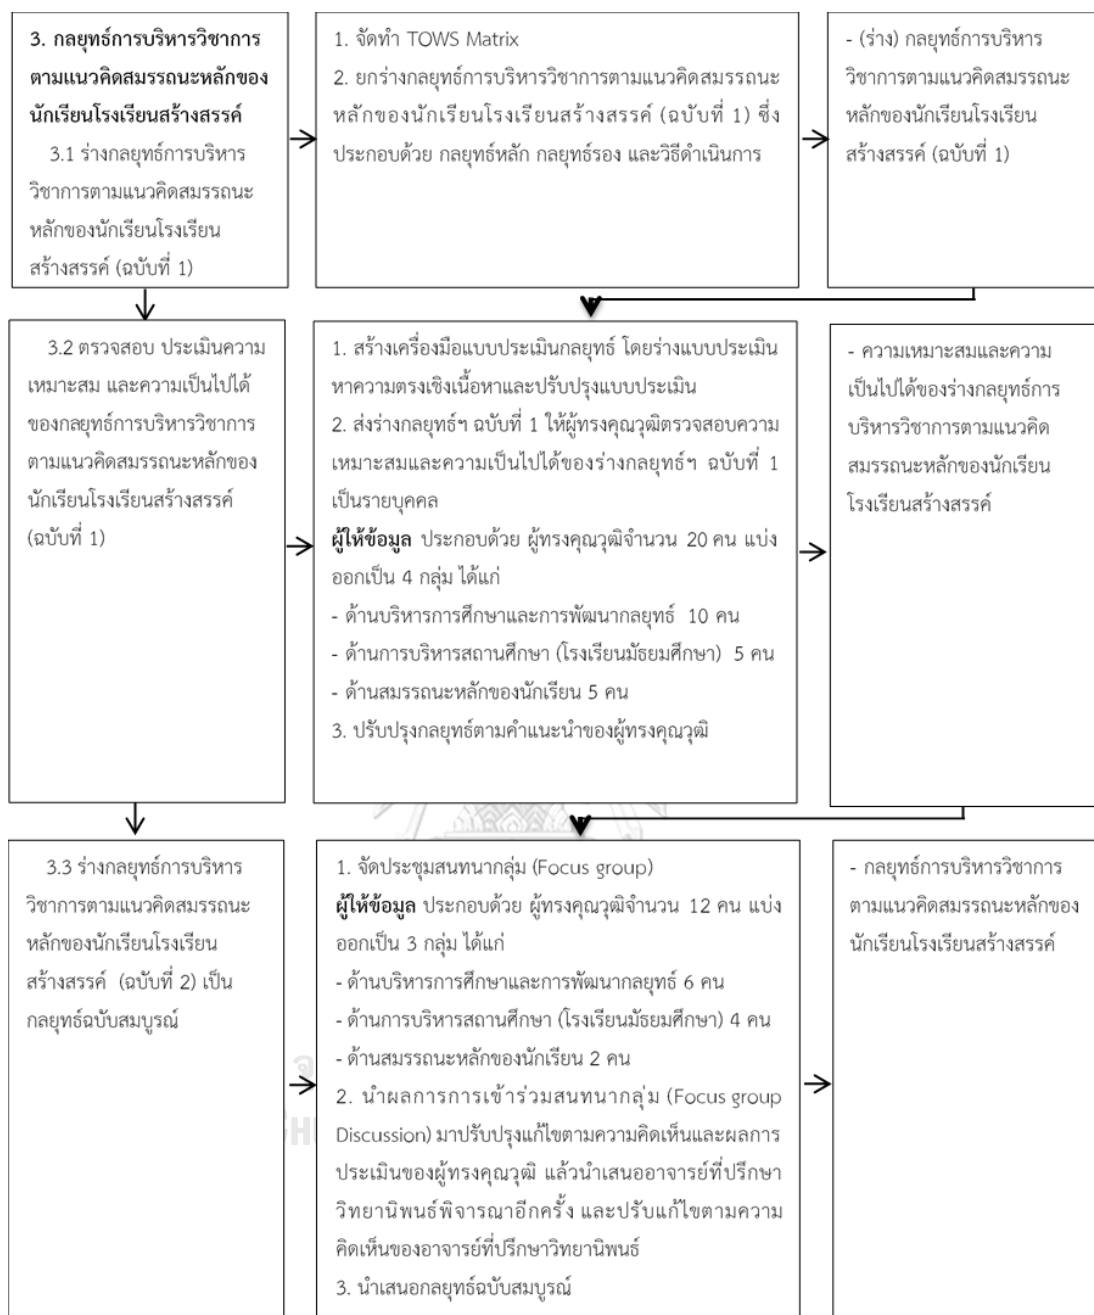 3. กลยุทธ์การบริหารวิชาการ
ตามแนวคิดสมรรถนะหลักของ
นักเรียนโรงเรียนสร้างสรรค์
3.1 ร่างกลยุทธ์การบริหาร
วิชาการตามแนวคิดสมรรถนะ
หลักของนักเรียนโรงเรียน
สร้างสรรค์ (ฉบับที่ 1)
1. จัดทำ TOWS Matrix
2. ยกร่างกลยุทธ์การบริหารวิชาการตามแนวคิดสมรรถนะ
หลักของนักเรียนโรงเรียนสร้างสรรค์ (ฉบับที่ 1) ซึ่ง
ประกอบด้วย กลยุทธ์หลัก กลยุทธ์รอง และวิธีดำเนินการ
- (ร่าง) กลยุทธ์การบริหาร
วิชาการตามแนวคิดสมรรถนะ
หลักของนักเรียนโรงเรียน
สร้างสรรค์ (ฉบับที่ 1)
3.2 ตรวจสอบ ประเมินความ
เหมาะสม และความเป็นไปได้
ของกลยุทธ์การบริหารวิชาการ
ตามแนวคิดสมรรถนะหลักของ
นักเรียนโรงเรียนสร้างสรรค์
(ฉบับที่ 1)
1. สร้างเครื่องมือแบบประเมินกลยุทธ์ โดยร่างแบบประเมิน
หาความตรงเชิงเนื้อหาและปรับปรุงแบบประเมิน
2. ส่งร่างกลยุทธ์ฯ ฉบับที่ 1 ให้ผู้ทรงคุณวุฒิตรวจสอบความ
เหมาะสมและความเป็นไปได้ของร่างกลยุทธ์ฯ ฉบับที่ 1
เป็นรายบุคคล
ผู้ให้ข้อมูล ประกอบด้วย ผู้ทรงคุณวุฒิจำนวน 20 คน แบ่ง
ออกเป็น 4 กลุ่ม ได้แก่
- ด้านบริหารการศึกษาและการพัฒนากลยุทธ์ 10 คน
- ด้านการบริหารสถานศึกษา (โรงเรียนมัธยมศึกษา) 5 คน
- ด้านสมรรถนะหลักของนักเรียน 5 คน
3. ปรับปรุงกลยุทธ์ตามคำแนะนำของผู้ทรงคุณวุฒิ
- ความเหมาะสมและความ
เป็นไปได้ของร่างกลยุทธ์การ
บริหารวิชาการตามแนวคิด
สมรรถนะหลักของนักเรียน
โรงเรียนสร้างสรรค์
3.3 ร่างกลยุทธ์การบริหาร
วิชาการตามแนวคิดสมรรถนะ
หลักของนักเรียนโรงเรียน
สร้างสรรค์ (ฉบับที่ 2) เป็น
กลยุทธ์ฉบับสมบูรณ์
1. จัดประชุมสนทนากลุ่ม (Focus group)
ผู้ให้ข้อมูล ประกอบด้วย ผู้ทรงคุณวุฒิจำนวน 12 คน แบ่ง
ออกเป็น 3 กลุ่ม ได้แก่
- ด้านบริหารการศึกษาและการพัฒนากลยุทธ์ 6 คน
- ด้านการบริหารสถานศึกษา (โรงเรียนมัธยมศึกษา) 4 คน
- ด้านสมรรถนะหลักของนักเรียน 2 คน
2. นำผลการการเข้าร่วมสนทนากลุ่ม (Focus group
Discussion) มาปรับปรุงแก้ไขตามความคิดเห็นและผลการ
ประเมินของผู้ทรงคุณวุฒิ แล้วนำเสนออาจารย์ที่ปรึกษา
วิทยานิพนธ์พิจารณาอีกครั้ง และปรับแก้ไขตามความ
คิดเห็นของอาจารย์ที่ปรึกษาวิทยานิพนธ์
3. นำเสนอกลยุทธ์ฉบับสมบูรณ์
- กลยุทธ์การบริหารวิชาการ
ตามแนวคิดสมรรถนะหลักของ
นักเรียนโรงเรียนสร้างสรรค์